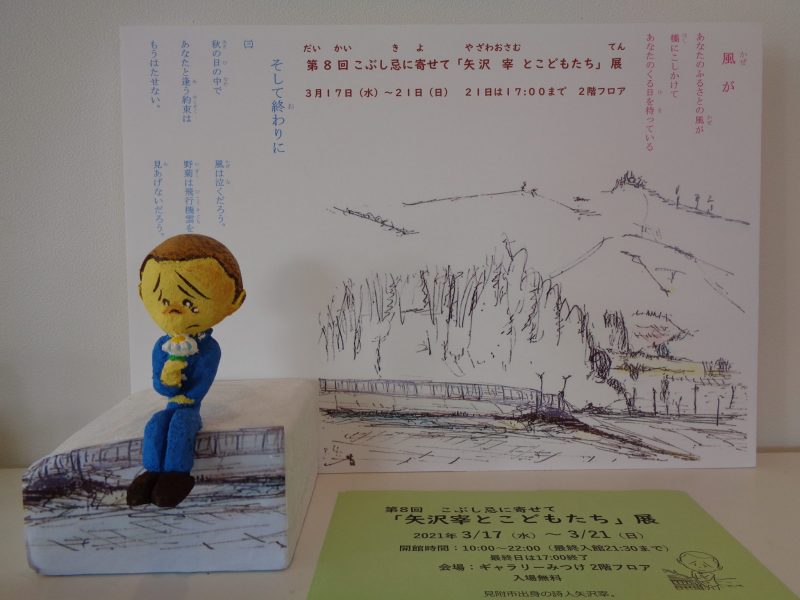 だい かい き よ やざわおさむ てん
第8回 こぶし忌に寄せて「矢沢 宰 とこどもたち」展
3月17日(水)~21日(日) 21日は17:00まで 2階フロア
風が
あなたのふるさとの風が
橋にこしかけて
あなたのくる日を待っている
そして終わりに
秋の日の中で
あなたと逢う約束は
もうはたせない。
風は泣くだろう。
野菊は飛行機雲を
見あげないだろう。
第8回 こぶし忌に寄せて
「矢沢宰とこどもたち」展
2021年 3/17(水) ~ 3/21(日)
開館時間:10:00~22:00(最終入館21:30まで)
最終日は17:00終了
会場:ギャラリーみつけ 2階フロア
入場無料
見附市出身の詩人矢沢宰。